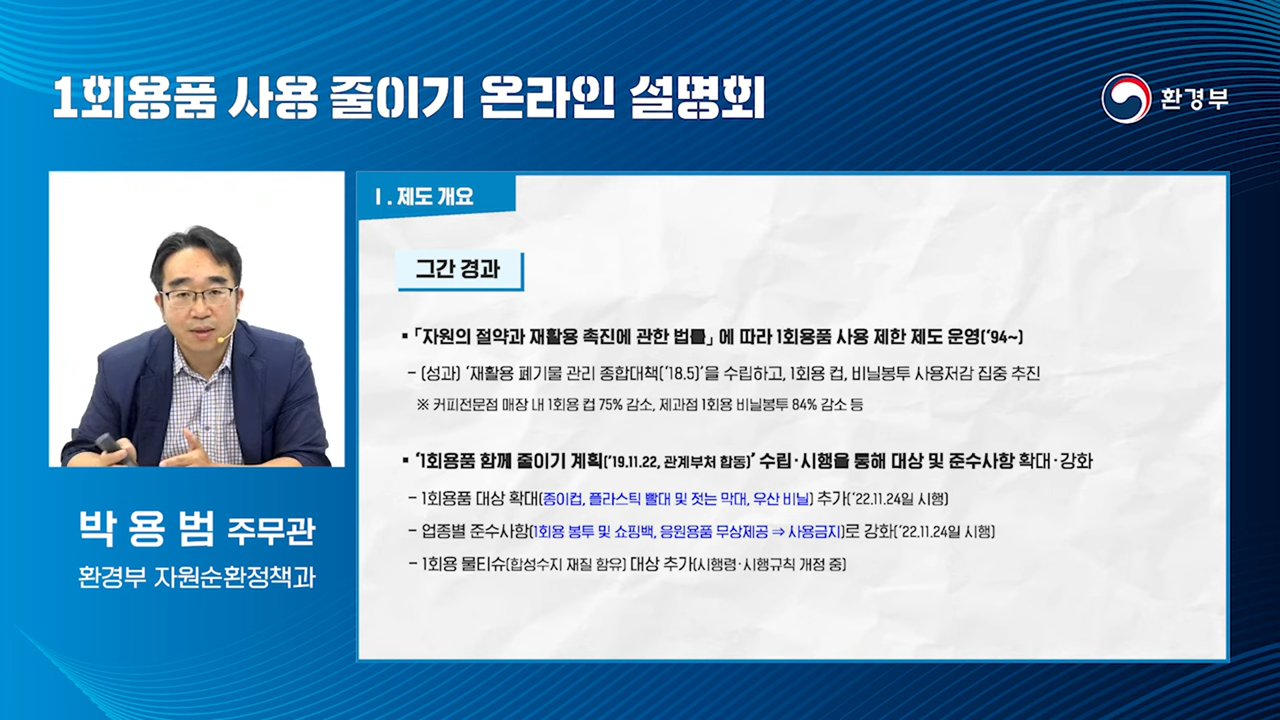 1회용품 사용 줄이기 온라인 설명회
환경부
Ⅰ. 제도 개요
그간 경과
▪「자원의 절약과 재활용 촉진에 관한 법률」에 따라 1회용품 사용 제한 제도 운영(‘94~)
– (성과) ‘재활용 폐기물 관리 종합대책(‘18.5)’을 수립하고, 1회용 컵, 비닐봉투 사용저감 집중 추진
※ 커피전문점 매장 내 1회용 컵 75% 감소, 제과점 1회용 비닐봉투 84% 감소 등
▪ ‘1회용품 함께 줄이기 계획(’19.11.22, 관계부처 합동)’ 수립·시행을 통해 대상 및 준수사항 확대·강화
– 1회용품 대상 확대(종이컵, 플라스틱 빨대 및 젓는 막대, 우산 비닐) 추가(‘22.11.24일 시행)
– 업종별 준수사항(1회용 봉투 및 쇼핑백, 응원용품 무상제공 ⇒ 사용금지)로 강화(‘22.11.24일 시행)
– 1회용 물티슈(합성수지 재질 함유) 대상 추가(시행령·시행규칙 개정 중)
박용범 주무관
환경부 자원순환정책과